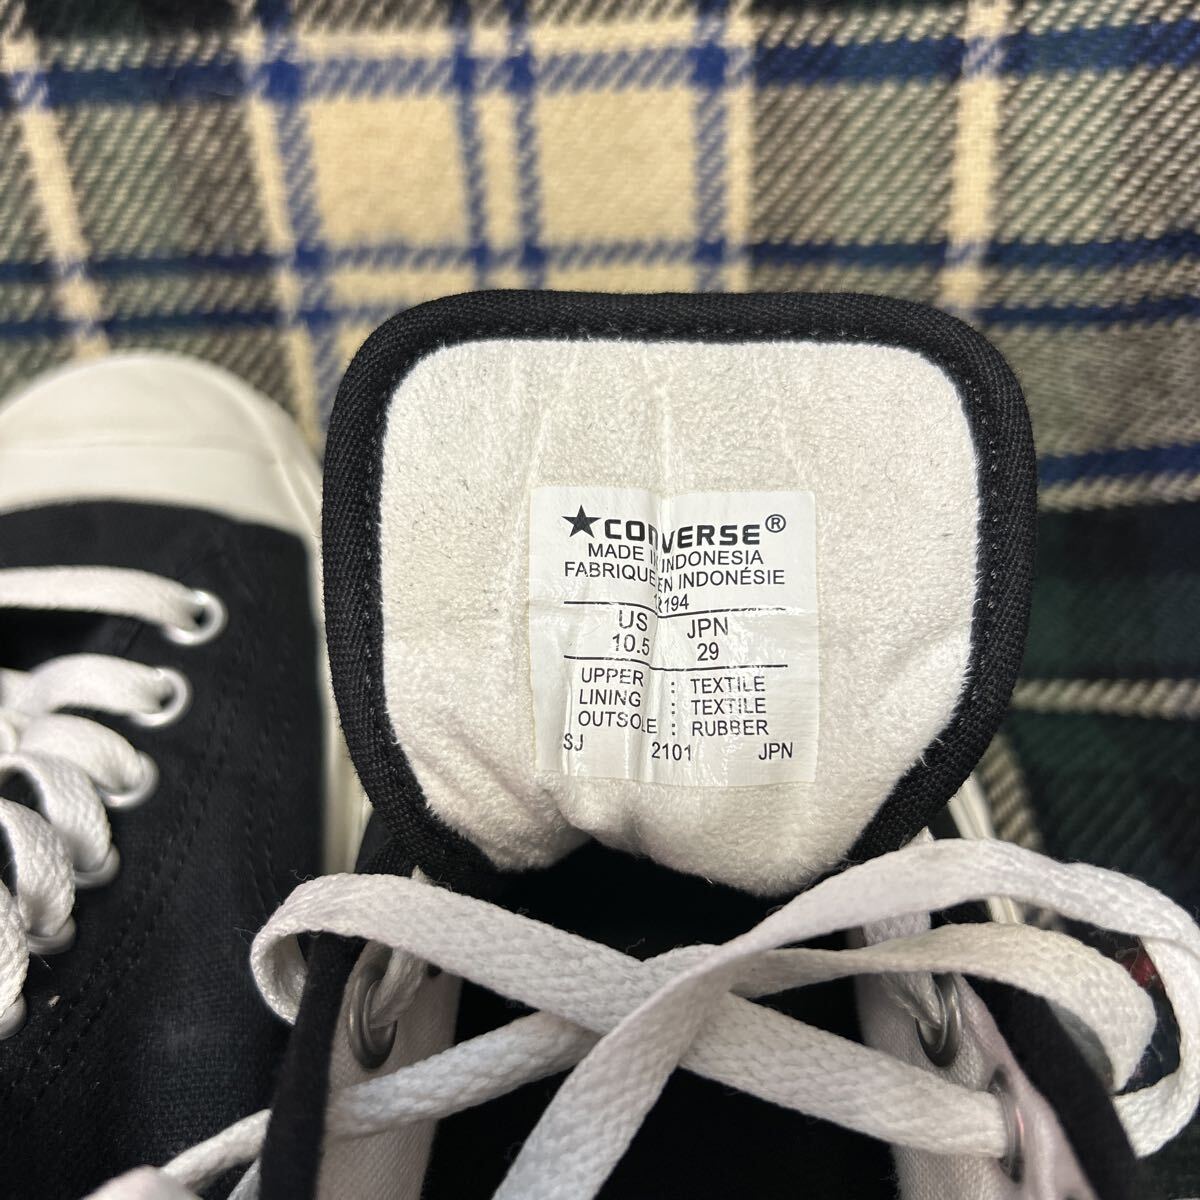 ★CONVERSE®
MADE IN INDONESIA
FABRIQUE EN INDONÉSIE
1R194
US JPN
10.5 29
UPPER : TEXTILE
LINING : TEXTILE
OUTSOLE : RUBBER
SJ 2101 JPN